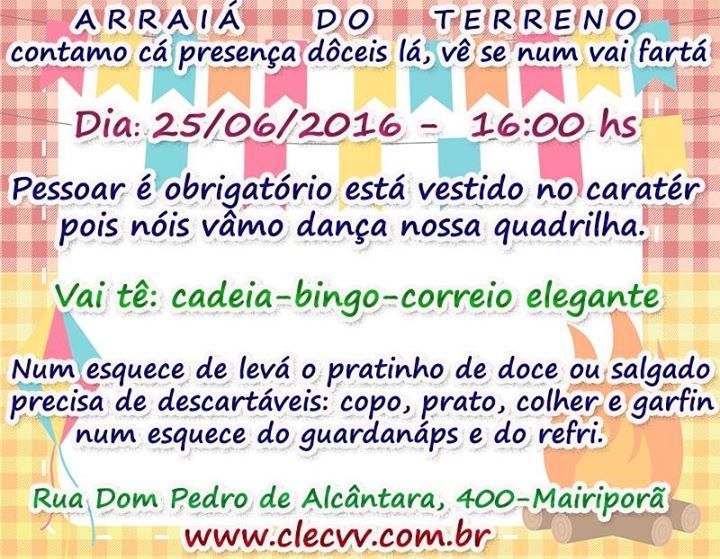 ARRAIÁ DO TERRENO
contamo cá presença dôceis lá, vê se num vai fartá
Dia: 25/06/2016 - 16:00 hs
Pessoar é obrigatório está vestido no caratér
pois nóis vâmo dança nossa quadrilha.
Vai tê: cadeia-bingo-correio elegante
Num esquece de levá o pratinho de doce ou salgado
precisa de descartáveis: copo, prato, colher e garfin
num esquece do guardanáps e do refri.
Rua Dom Pedro de Alcântara, 400-Mairiporã
www.clecvv.com.br